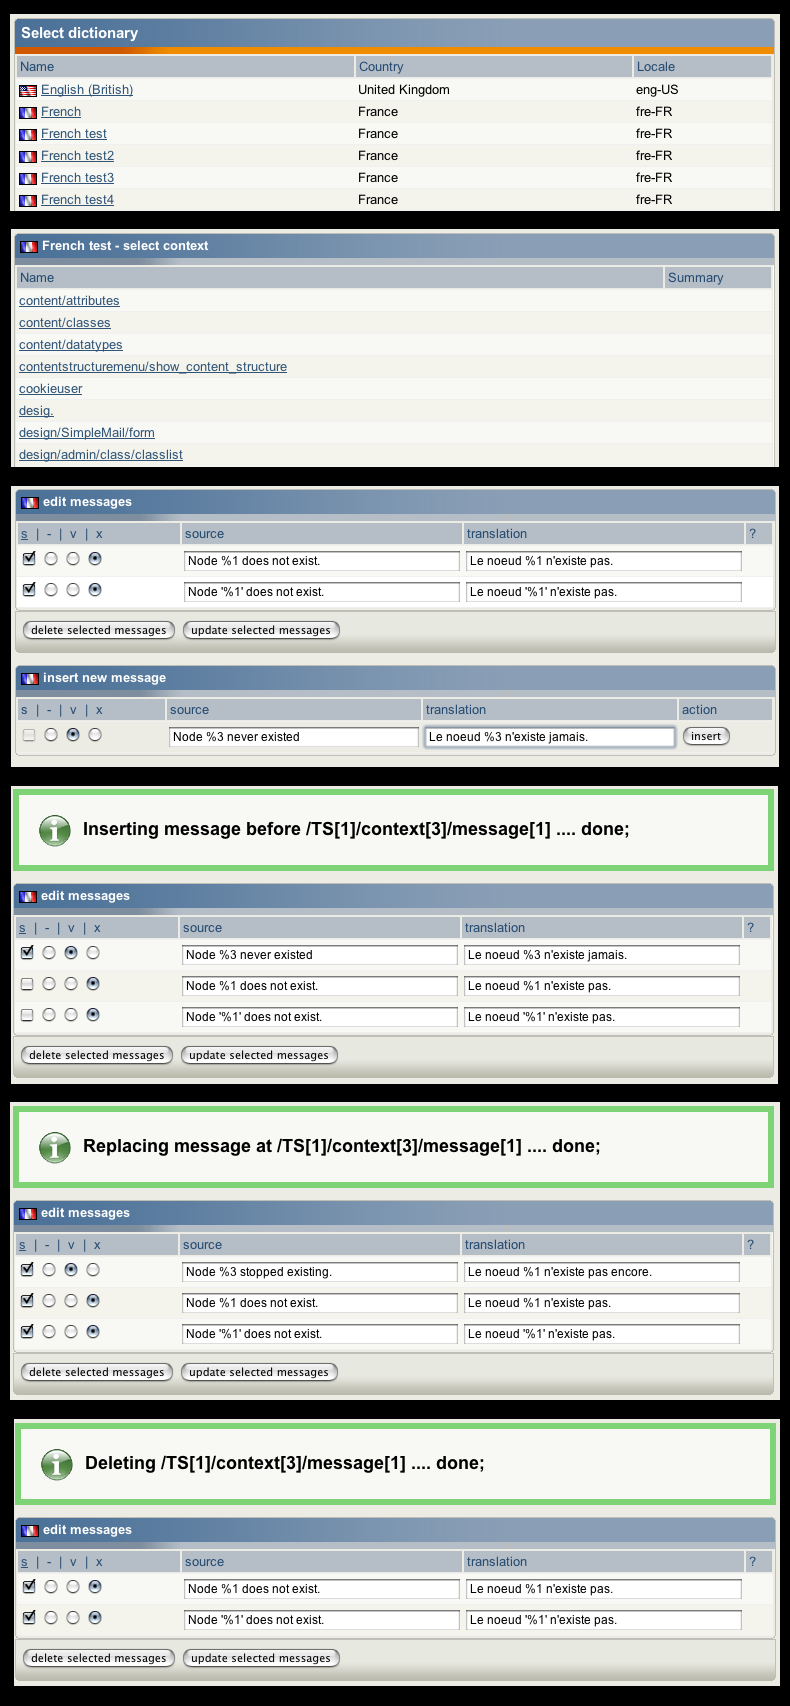 Select dictionary
Name Country Locale
English (British) United Kingdom eng-US
French France fre-FR
French test France fre-FR
French test2 France fre-FR
French test3 France fre-FR
French test4 France fre-FR
French test - select context
Name Summary
content/attributes
content/classes
content/datatypes
contentstructuremenu/show_content_structure
cookieuser
desig.
design/SimpleMail/form
design/admin/class/classlist
edit messages
s | - | v | x source translation ?
Node %1 does not exist. Le noeud %1 n'existe pas.
Node '%1' does not exist. Le noeud '%1' n'existe pas.
delete selected messages update selected messages
insert new message
s | - | v | x source translation action
Node %3 never existed Le noeud %3 n'existe jamais. insert
Inserting message before /TS[1]/context[3]/message[1] .... done;
edit messages
s | - | v | x source translation ?
Node %3 never existed Le noeud %3 n'existe jamais.
Node %1 does not exist. Le noeud %1 n'existe pas.
Node '%1' does not exist. Le noeud '%1' n'existe pas.
delete selected messages update selected messages
Replacing message at /TS[1]/context[3]/message[1] .... done;
edit messages
s | - | v | x source translation ?
Node %3 stopped existing. Le noeud %1 n'existe pas encore.
Node %1 does not exist. Le noeud %1 n'existe pas.
Node '%1' does not exist. Le noeud '%1' n'existe pas.
delete selected messages update selected messages
Deleting /TS[1]/context[3]/message[1] .... done;
edit messages
s | - | v | x source translation ?
Node %1 does not exist. Le noeud %1 n'existe pas.
Node '%1' does not exist. Le noeud '%1' n'existe pas.
delete selected messages update selected messages